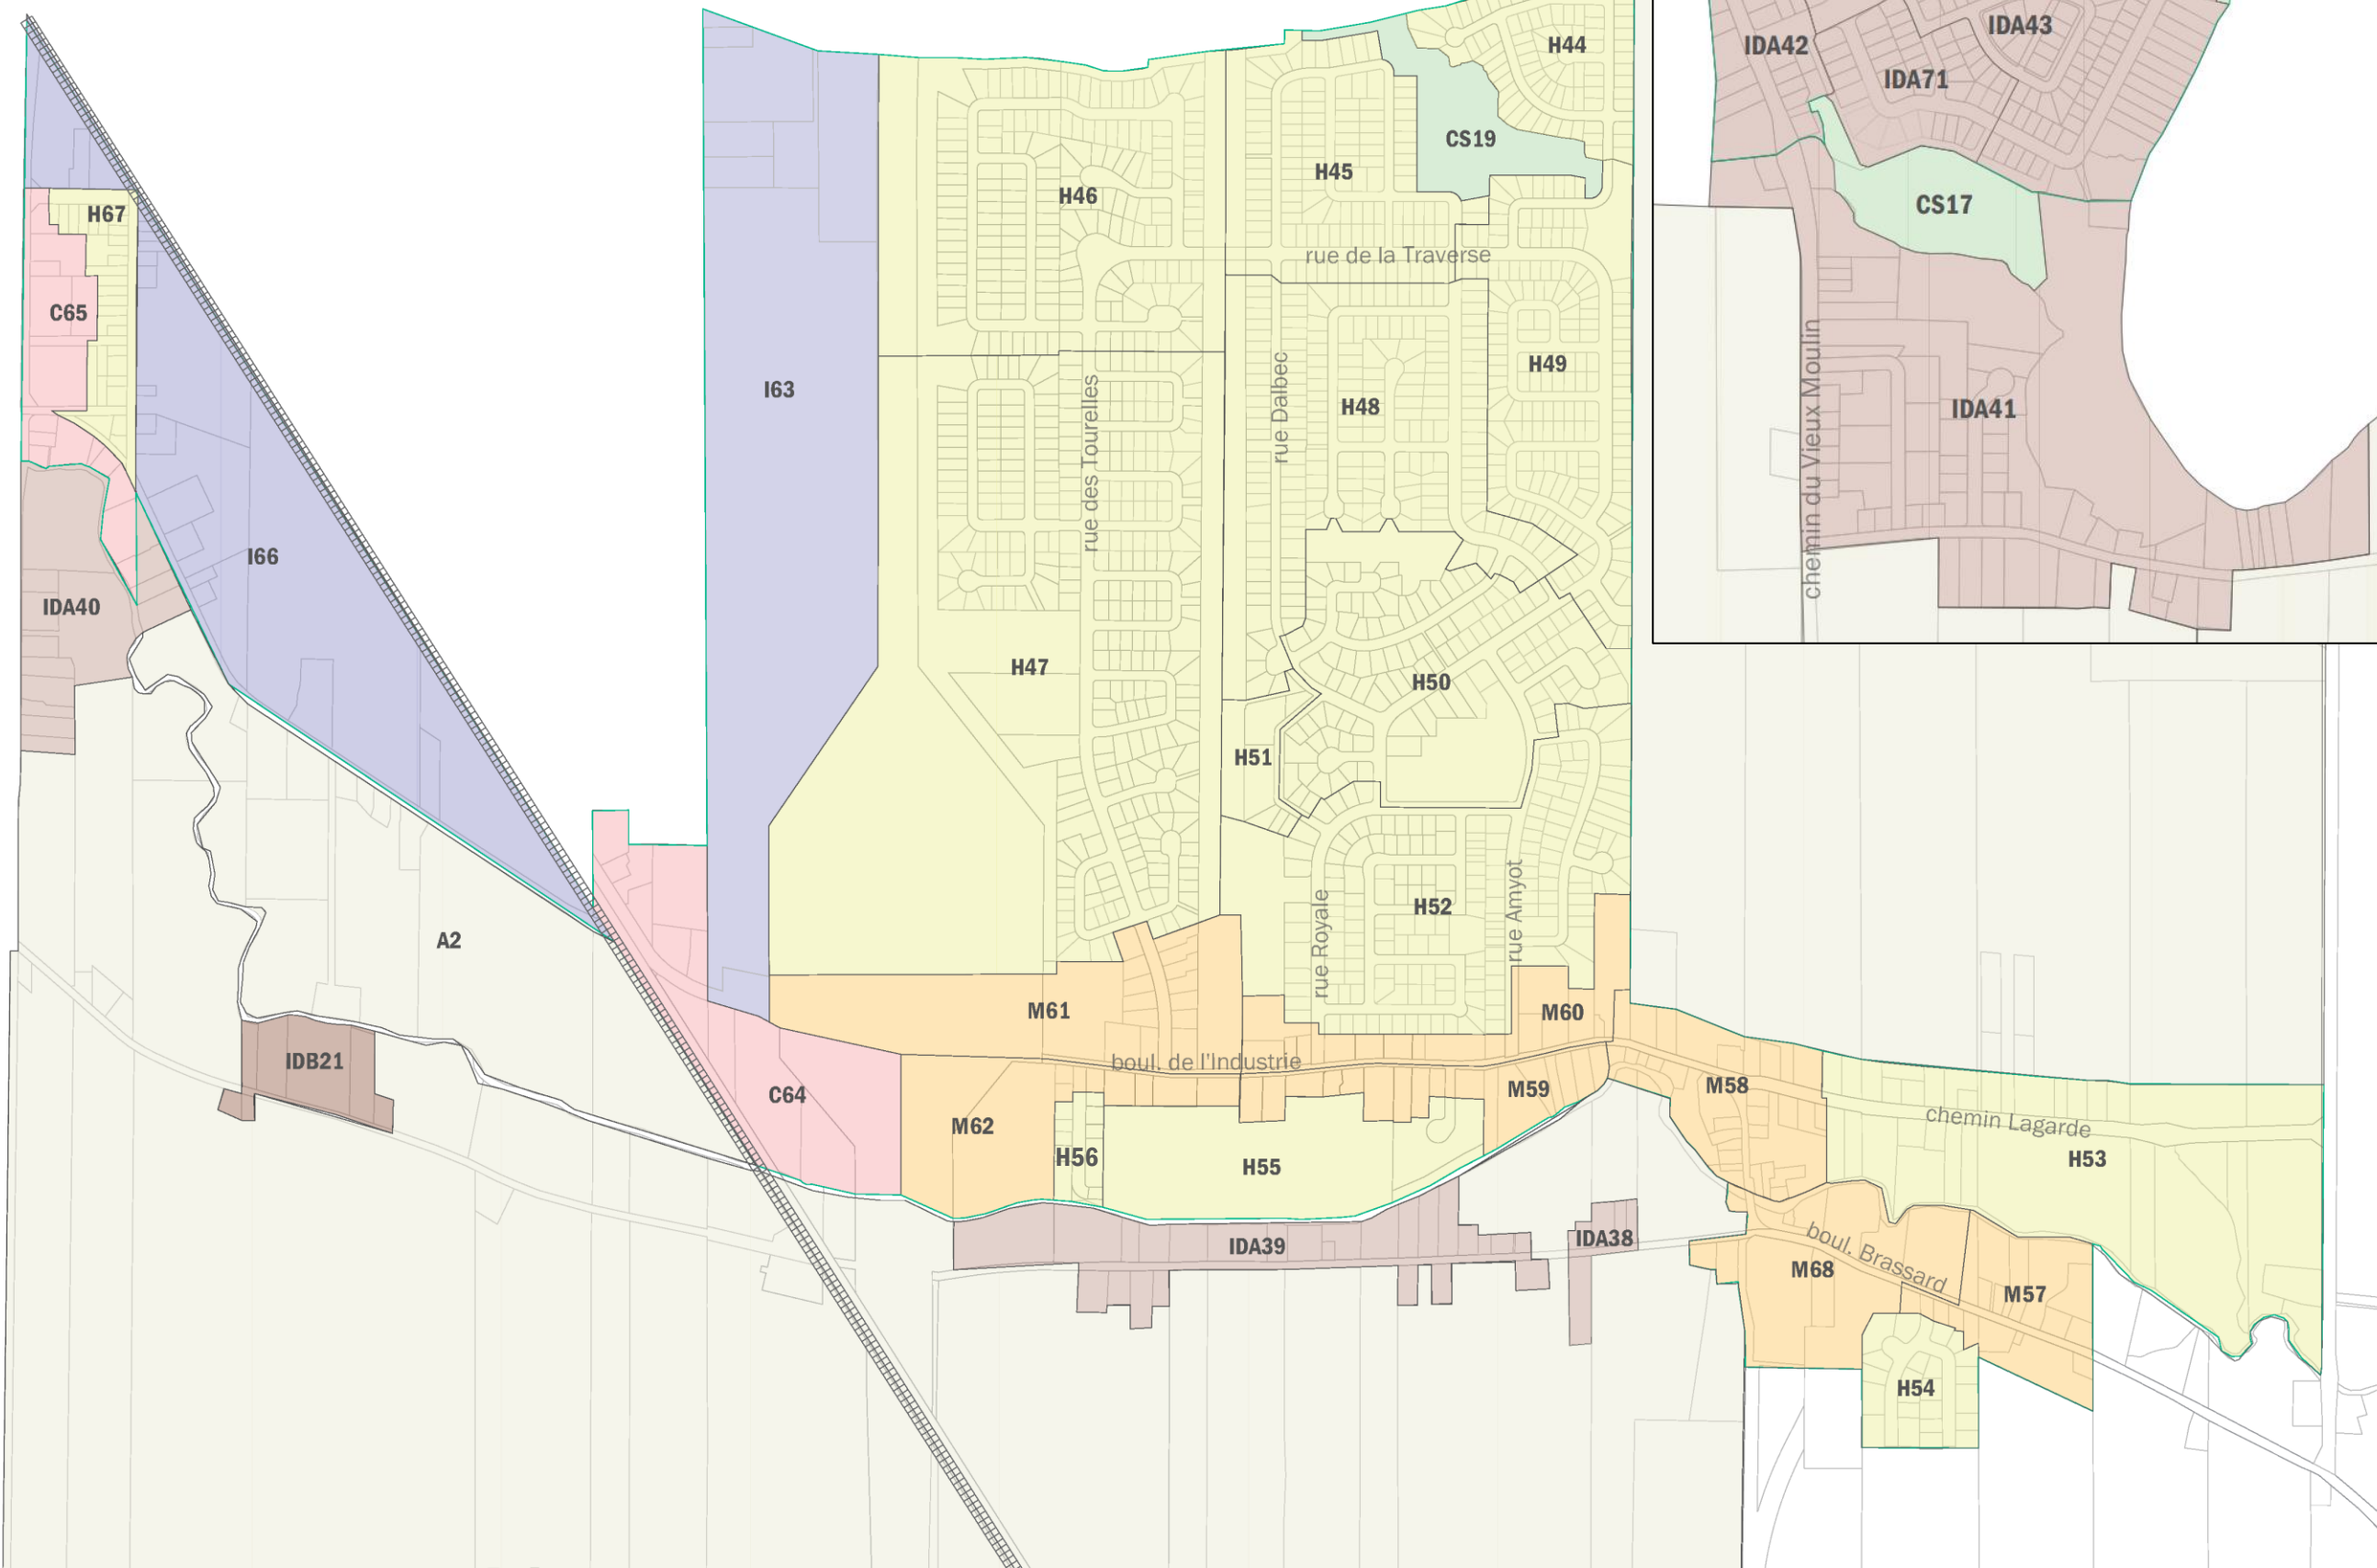 IDA43
H44
IDA42
IDA71
CS19
H45
H46
CS17
H67
rue de la Traverse
C65
H49
I63
H48
IDA41
rue Dalbec
rue des Tourelles
chemin du Vieux Moulin
I66
IDA40
H47
H50
H51
H52
rue Royale
rue Amyot
A2
M61
M60
IDB21
boul. de l'Industrie
M58
M59
C64
chemin Lagarde
M62
H56
H55
H53
IDA38
IDA39
boul. Brassard
M68
M57
H54